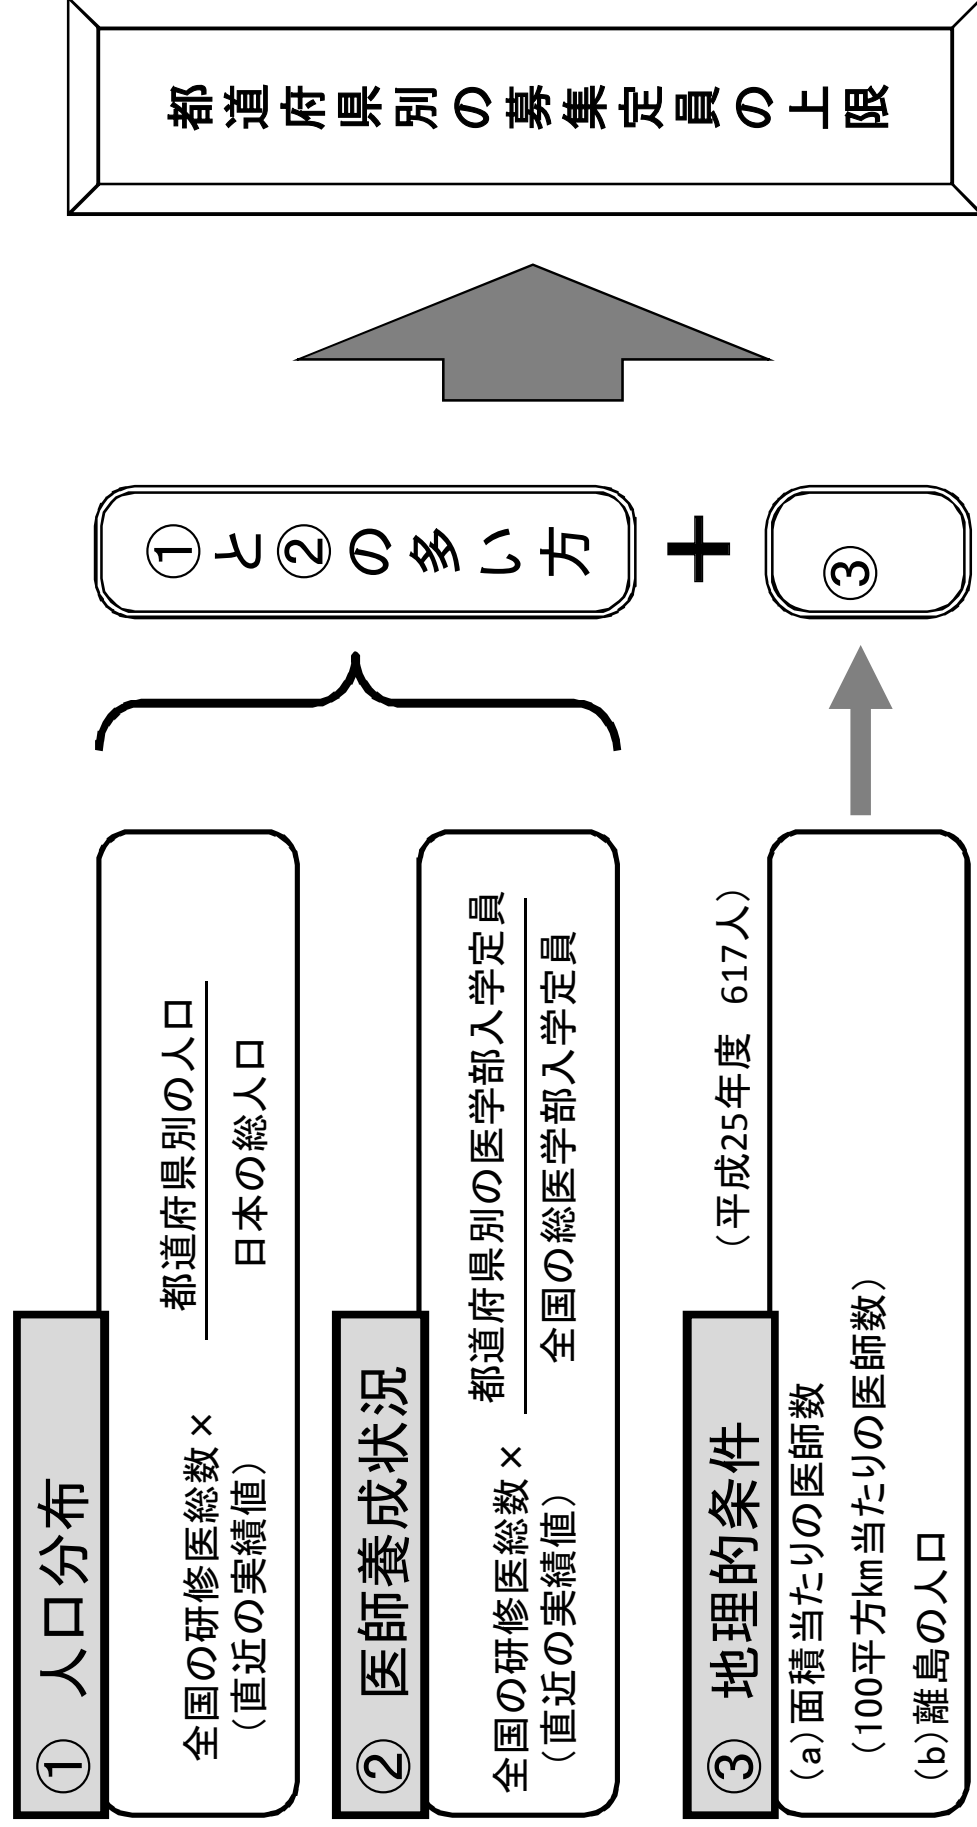 ① 人口分布
全国の研修医総数×
(直近の実績値)
都道府県別の人口
日本の総人口
② 医師養成状況
全国の研修医総数×
(直近の実績値)
都道府県別の医学部入学定員
全国の総医学部入学定員
③ 地理的条件
(平成25年度 617人)
(a)面積当たりの医師数
(100平方km当たりの医師数)
(b)離島の人口
①と②の多い方
+
③
都道府県別の募集定員の上限